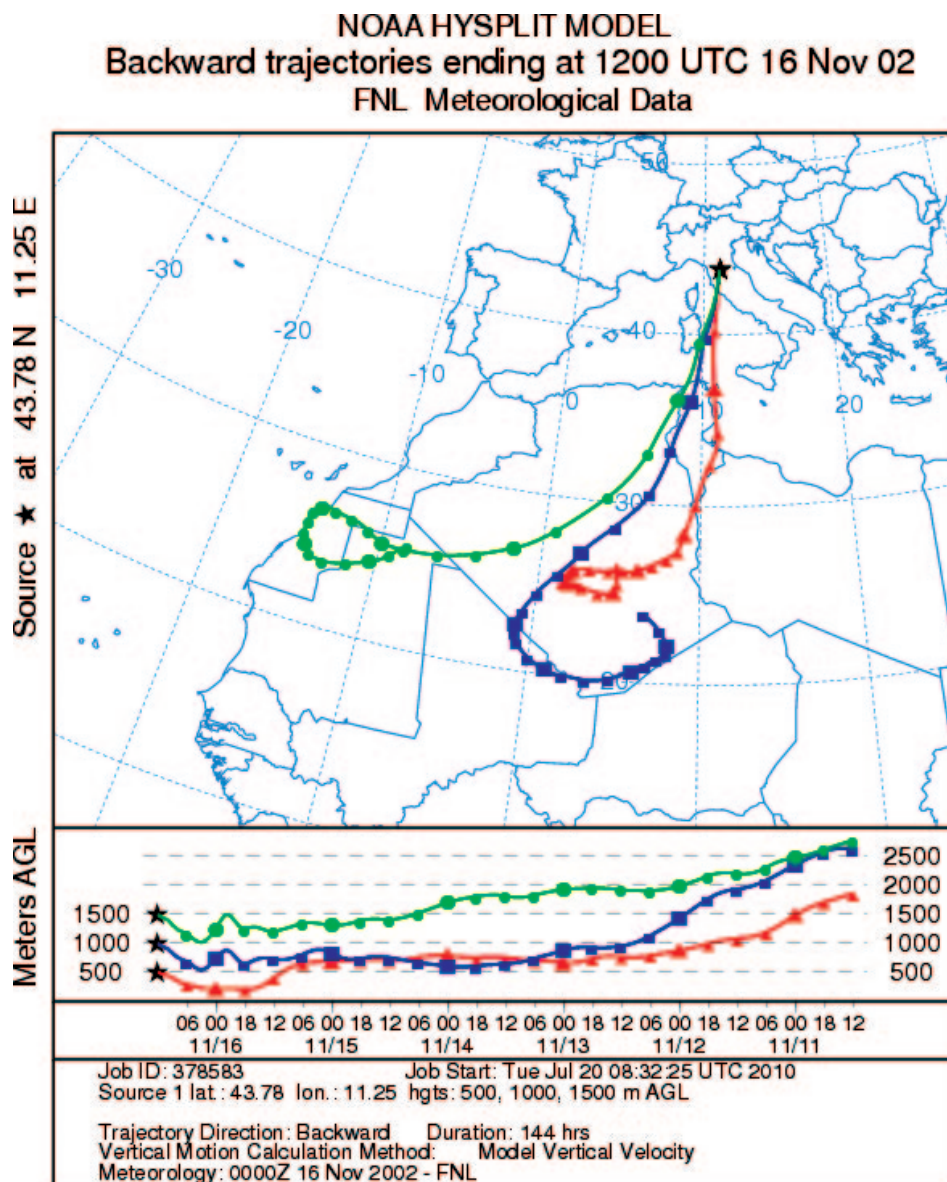 NOAA HYSPLIT MODEL
Backward trajectories ending at 1200 UTC 16 Nov 02
FNL Meteorological Data
Source ★ at 43.78 N 11.25 E
50
-30
-20
40
-10
0
10
20
30
20
Meters AGL
2500
2000
1500
1500
1000
1000
500
500
06 00 18 12 06 00 18 12 06 00 18 12 06 00 18 12 06 00 18 12 06 00 18 12
11/16 11/15 11/14 11/13 11/12 11/11
Job ID: 378583 Job Start: Tue Jul 20 08:32:25 UTC 2010
Source 1 lat.: 43.78 lon.: 11.25 hgts: 500, 1000, 1500 m AGL
Trajectory Direction: Backward Duration: 144 hrs
Vertical Motion Calculation Method: Model Vertical Velocity
Meteorology: 0000Z 16 Nov 2002 - FNL